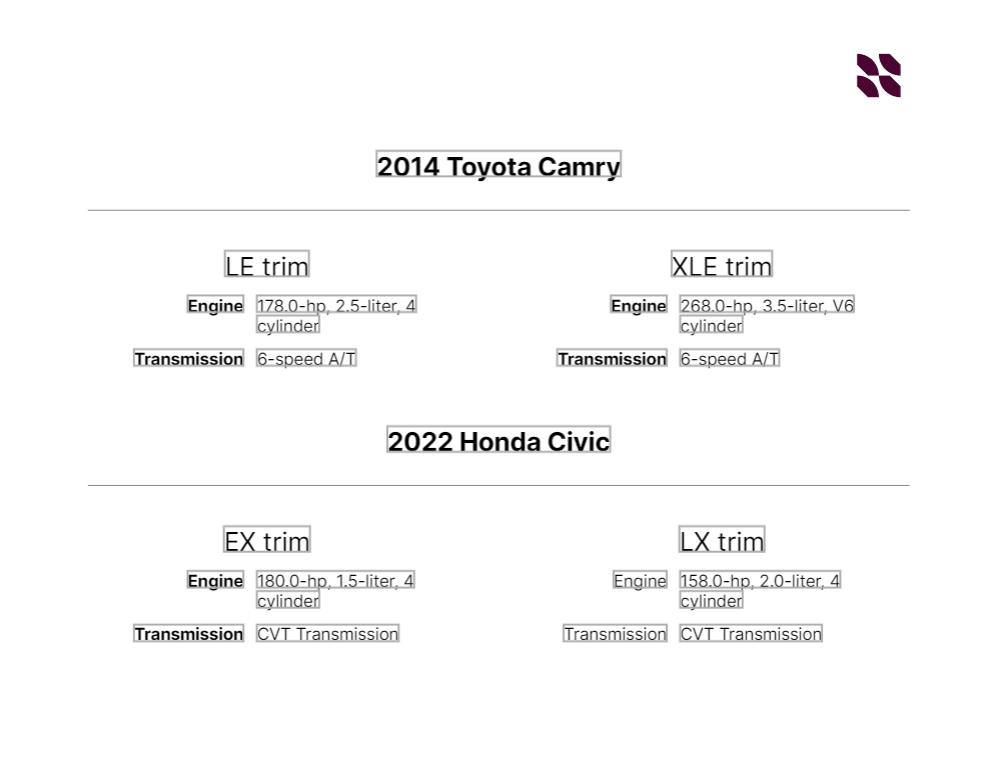 2014 Toyota Camry
LE trim
Engine 178.0-hp, 2.5-liter, 4
cylinder
Transmission 6-speed A/T
XLE trim
Engine 268.0-hp, 3.5-liter, V6
cylinder
Transmission 6-speed A/T
2022 Honda Civic
EX trim
Engine 180.0-hp, 1.5-liter, 4
cylinder
Transmission CVT Transmission
LX trim
Engine 158.0-hp, 2.0-liter, 4
cylinder
Transmission CVT Transmission